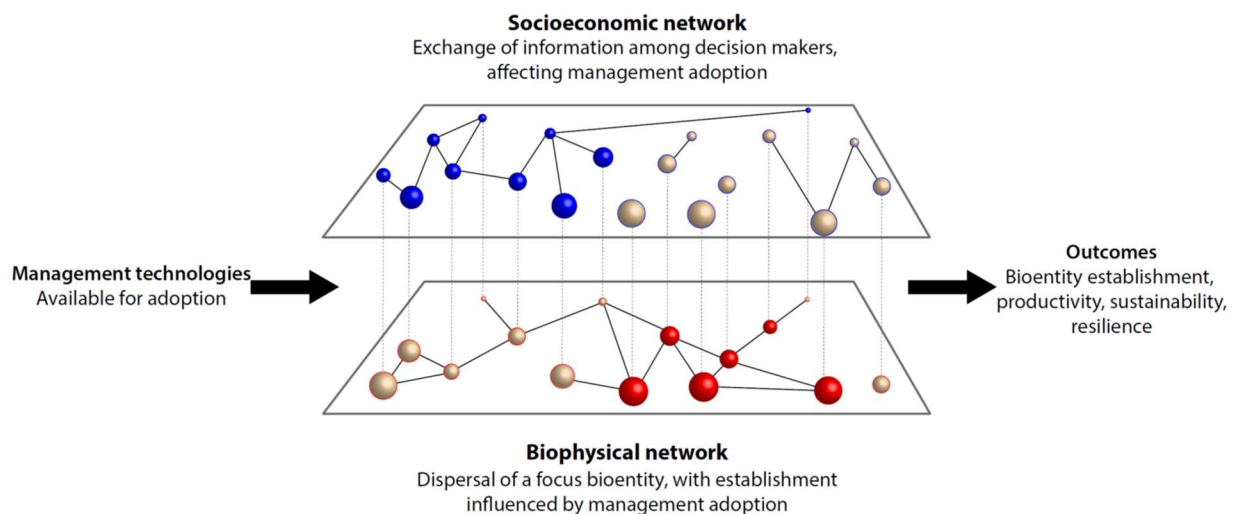 Socioeconomic network
Exchange of information among decision makers,
affecting management adoption
Management technologies
Available for adoption
Outcomes
Bioentity establishment,
productivity, sustainability,
resilience
Biophysical network
Dispersal of a focus bioentity, with establishment
influenced by management adoption